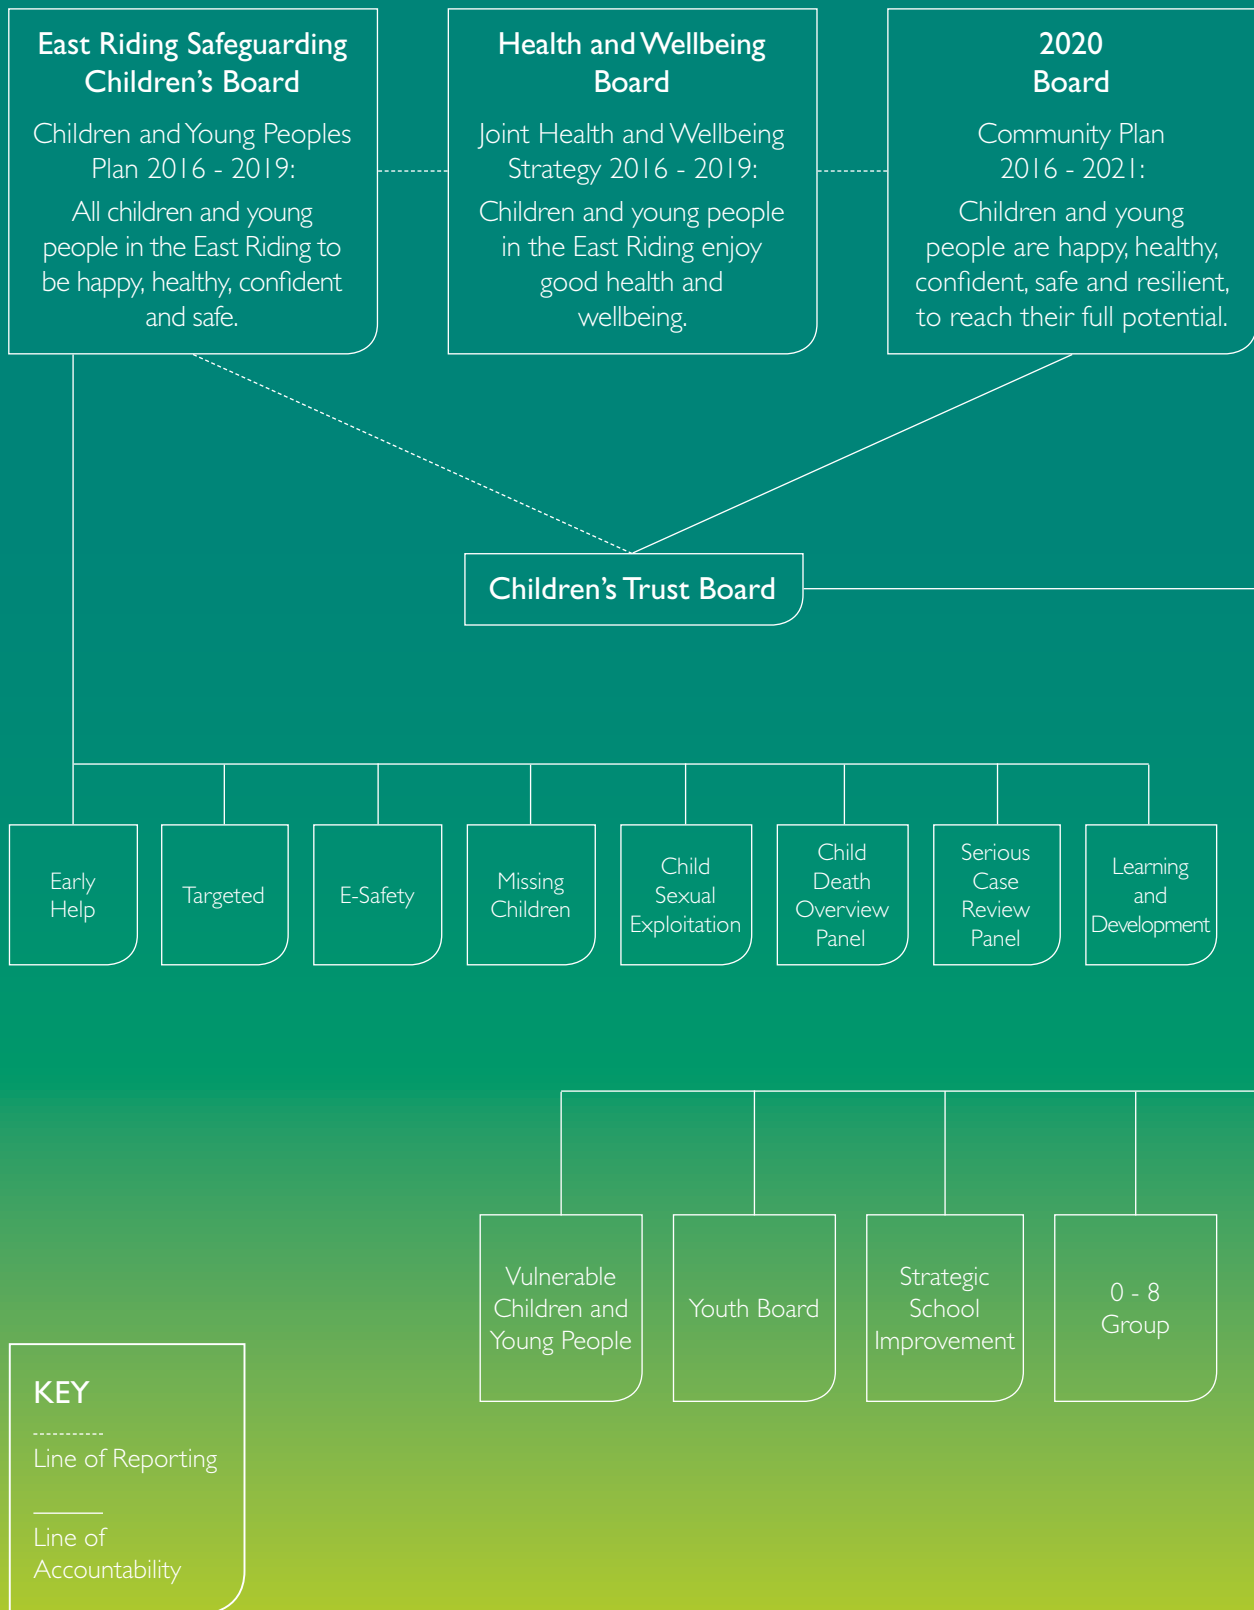 East Riding Safeguarding
Children's Board
Children and Young Peoples
Plan 2016 - 2019:
All children and young
people in the East Riding to
be happy, healthy, confident
and safe.
Health and Wellbeing
Board
Joint Health and Wellbeing
Strategy 2016 - 2019:
Children and young people
in the East Riding enjoy
good health and
wellbeing.
2020
Board
Community Plan
2016 - 2021:
Children and young
people are happy, healthy,
confident, safe and resilient,
to reach their full potential.
Children's Trust Board
Early
Help
Targeted
E-Safety
Missing
Children
Child
Sexual
Exploitation
Child
Death
Overview
Panel
Serious
Case
Review
Panel
Learning
and
Development
Vulnerable
Children and
Young People
Youth Board
Strategic
School
Improvement
0 - 8
Group
KEY
Line of Reporting
Line of
Accountability